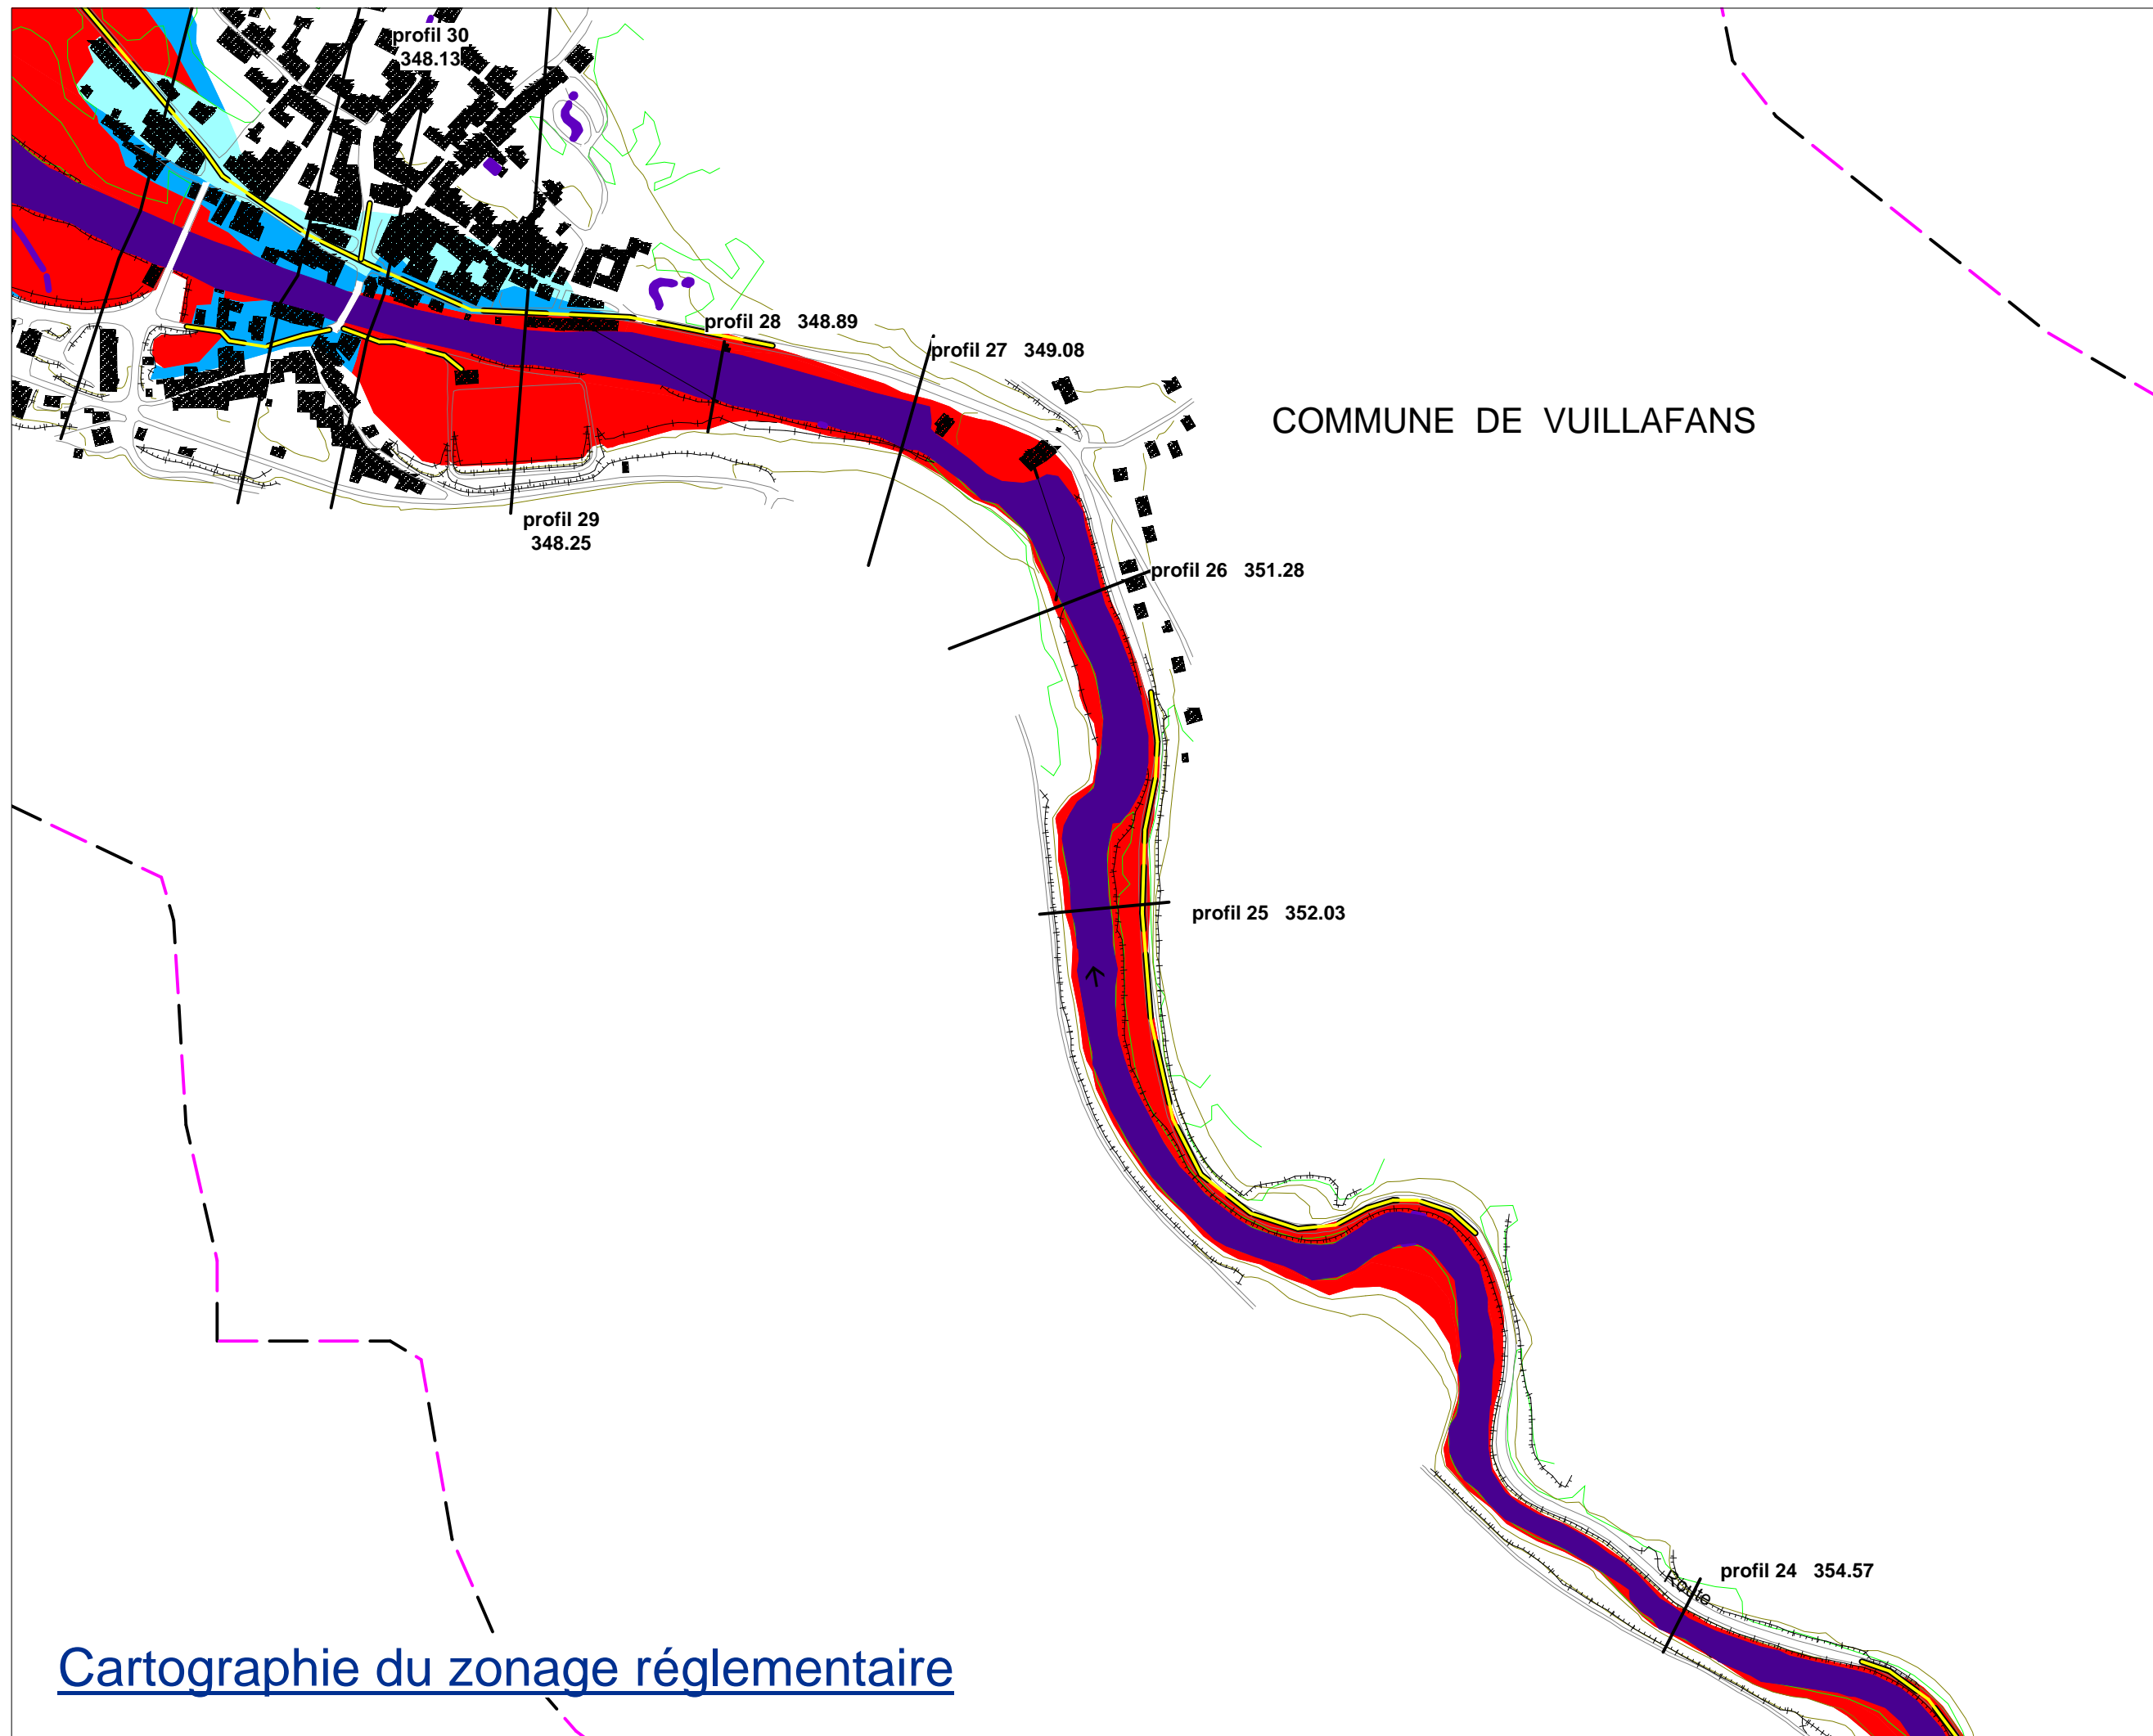 profil 30
348.13
profil 28 348.89
profil 27 349.08
COMMUNE DE VUILLAFANS
profil 29
348.25
profil 26 351.28
profil 25 352.03
profil 24 354.57
Route
Cartographie du zonage réglementaire